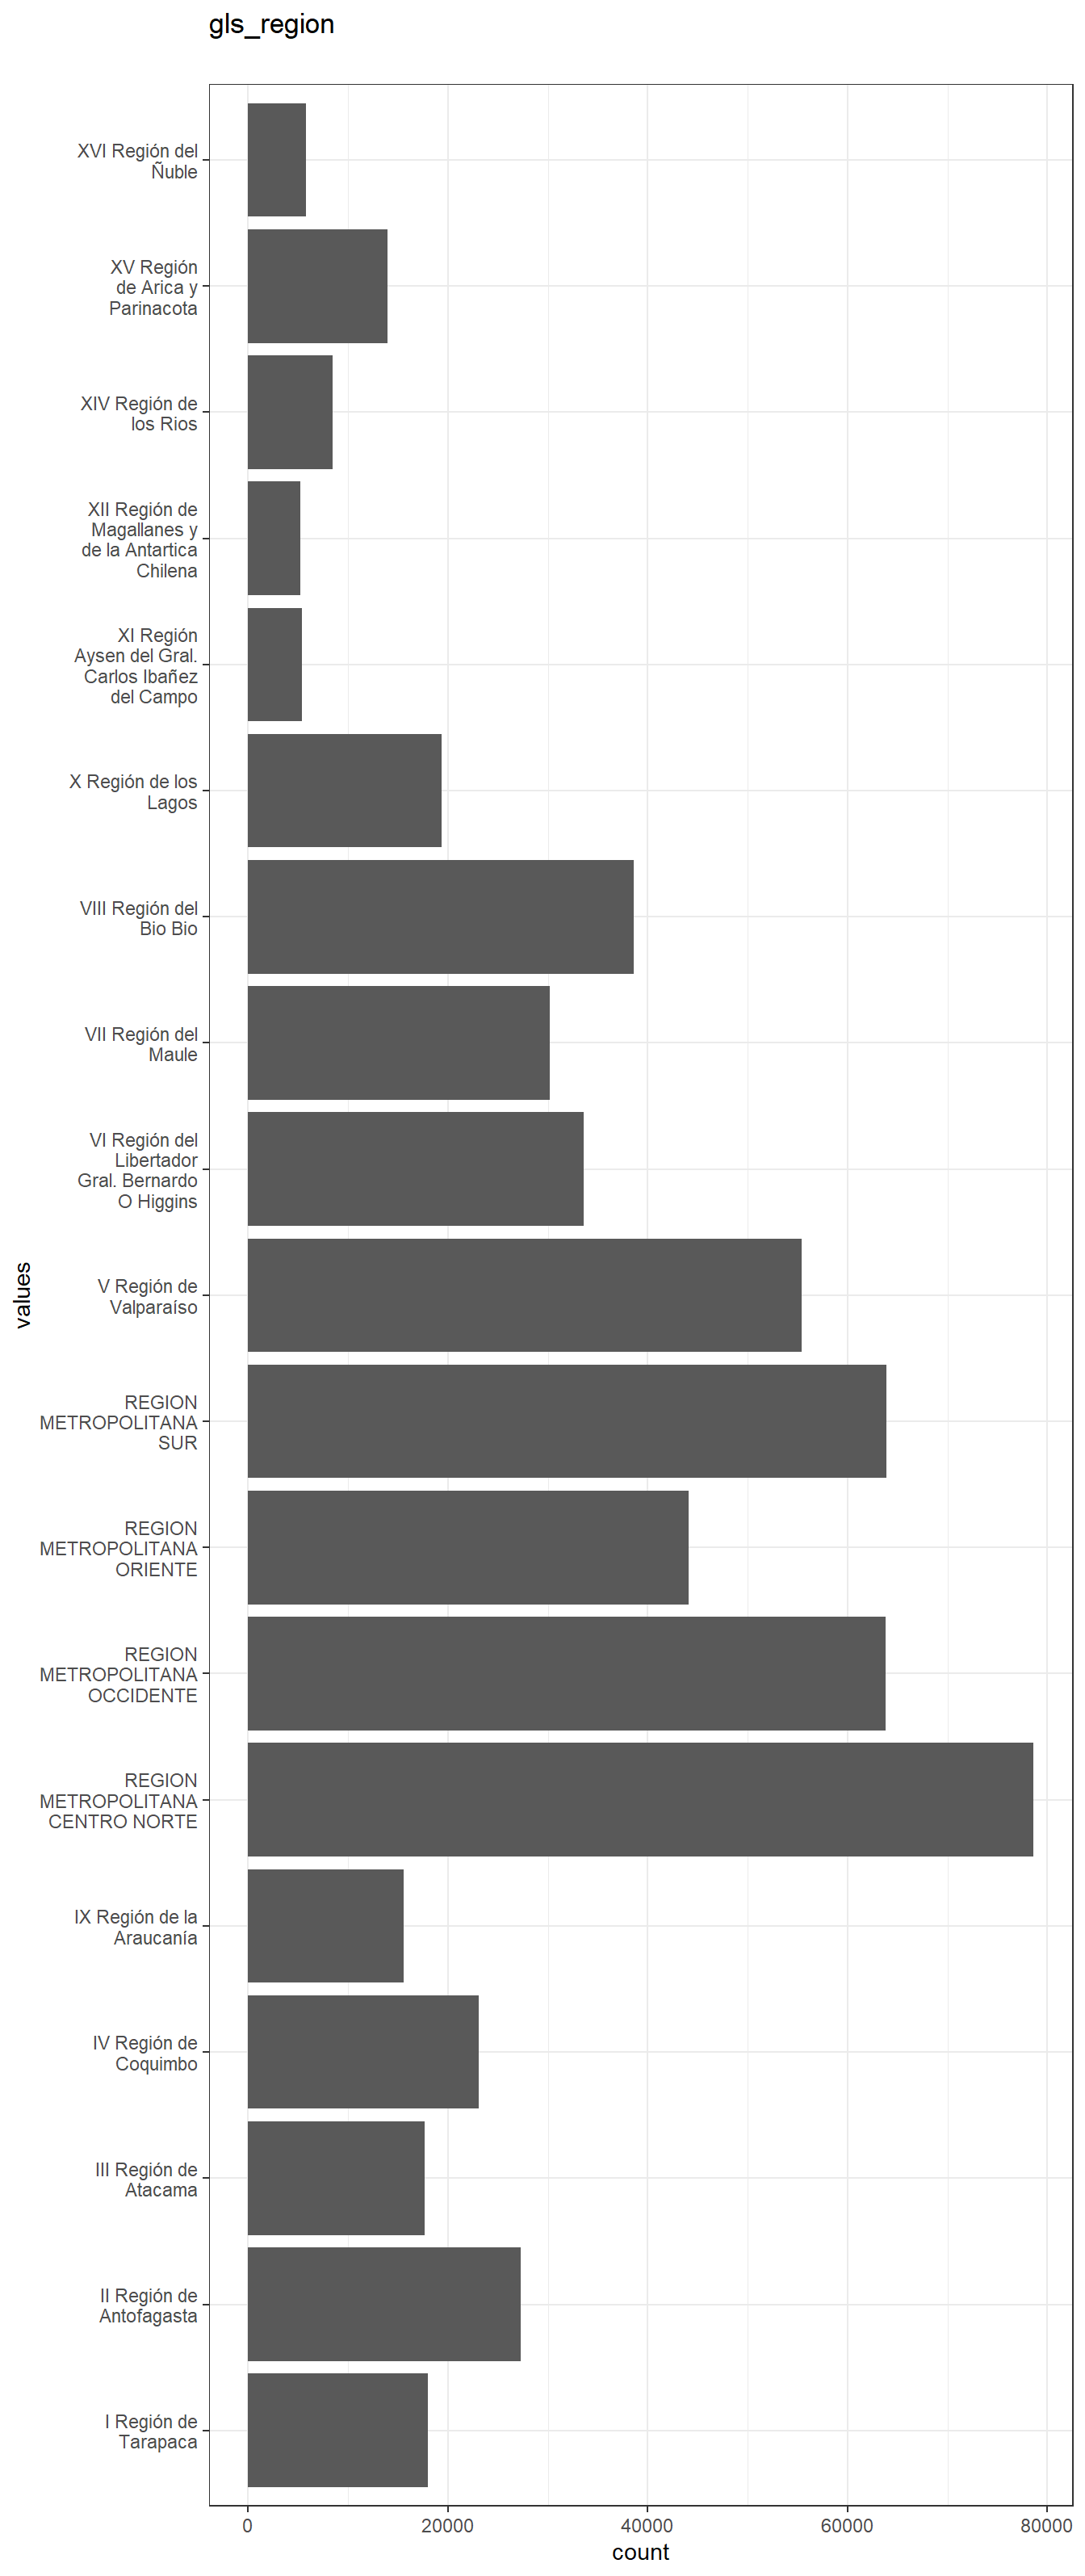 gls_region
XVI Región del
Ñuble
XV Región
de Arica y
Parinacota
XIV Región de
los Rios
XII Región de
Magallanes y
de la Antartica
Chilena
XI Región
Aysen del Gral.
Carlos Ibañez
del Campo
X Región de los
Lagos
VIII Región del
Bio Bio
VII Región del
Maule
VI Región del
Libertador
Gral. Bernardo
O Higgins
V Región de
Valparaíso
REGION
METROPOLITANA
SUR
REGION
METROPOLITANA
ORIENTE
REGION
METROPOLITANA
OCCIDENTE
REGION
METROPOLITANA
CENTRO NORTE
IX Región de la
Araucanía
IV Región de
Coquimbo
III Región de
Atacama
II Región de
Antofagasta
I Región de
Tarapaca
values
0 20000 40000 60000 80000
count